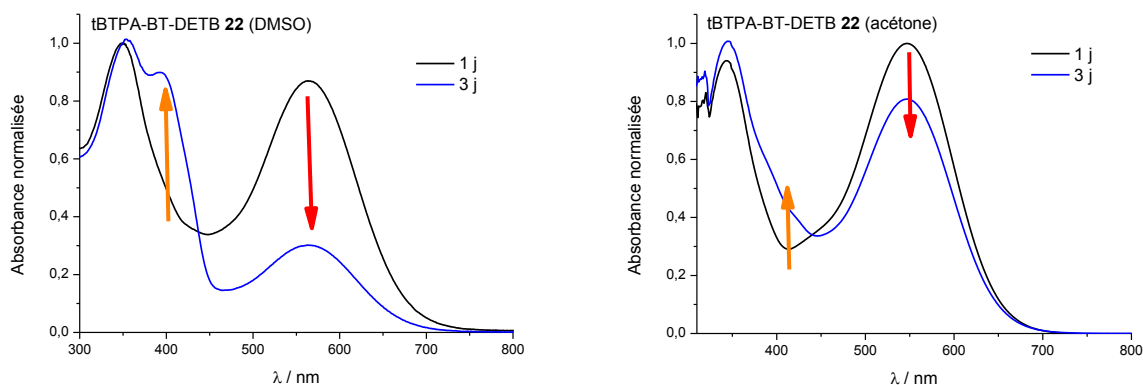 tBTPA-BT-DETB 22 (DMSO)
1 j
3 j
Absorbance normalisée
1,0
0,8
0,6
0,4
0,2
0,0
300 400 500 600 700 800
λ / nm
tBTPA-BT-DETB 22 (acétone)
1 j
3 j
Absorbance normalisée
1,0
0,8
0,6
0,4
0,2
0,0
400 500 600 700 800
λ / nm